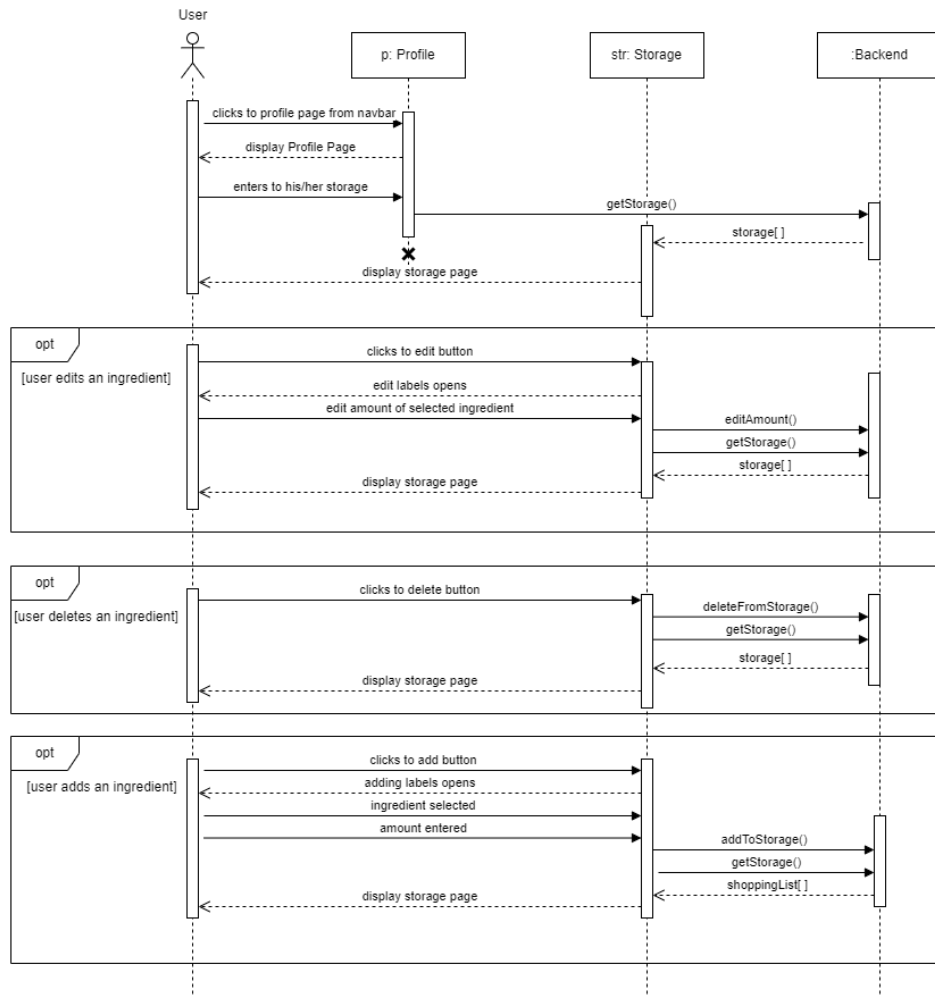 User
p: Profile
str: Storage
:Backend
clicks to profile page from navbar
display Profile Page
enters to his/her storage
getStorage()
storage[ ]
display storage page
opt
[user edits an ingredient]
clicks to edit button
edit labels opens
edit amount of selected ingredient
editAmount()
getStorage()
storage[ ]
display storage page
opt
[user deletes an ingredient]
clicks to delete button
deleteFromStorage()
getStorage()
storage[ ]
display storage page
opt
[user adds an ingredient]
clicks to add button
adding labels opens
ingredient selected
amount entered
addToStorage()
getStorage()
shoppingList[ ]
display storage page